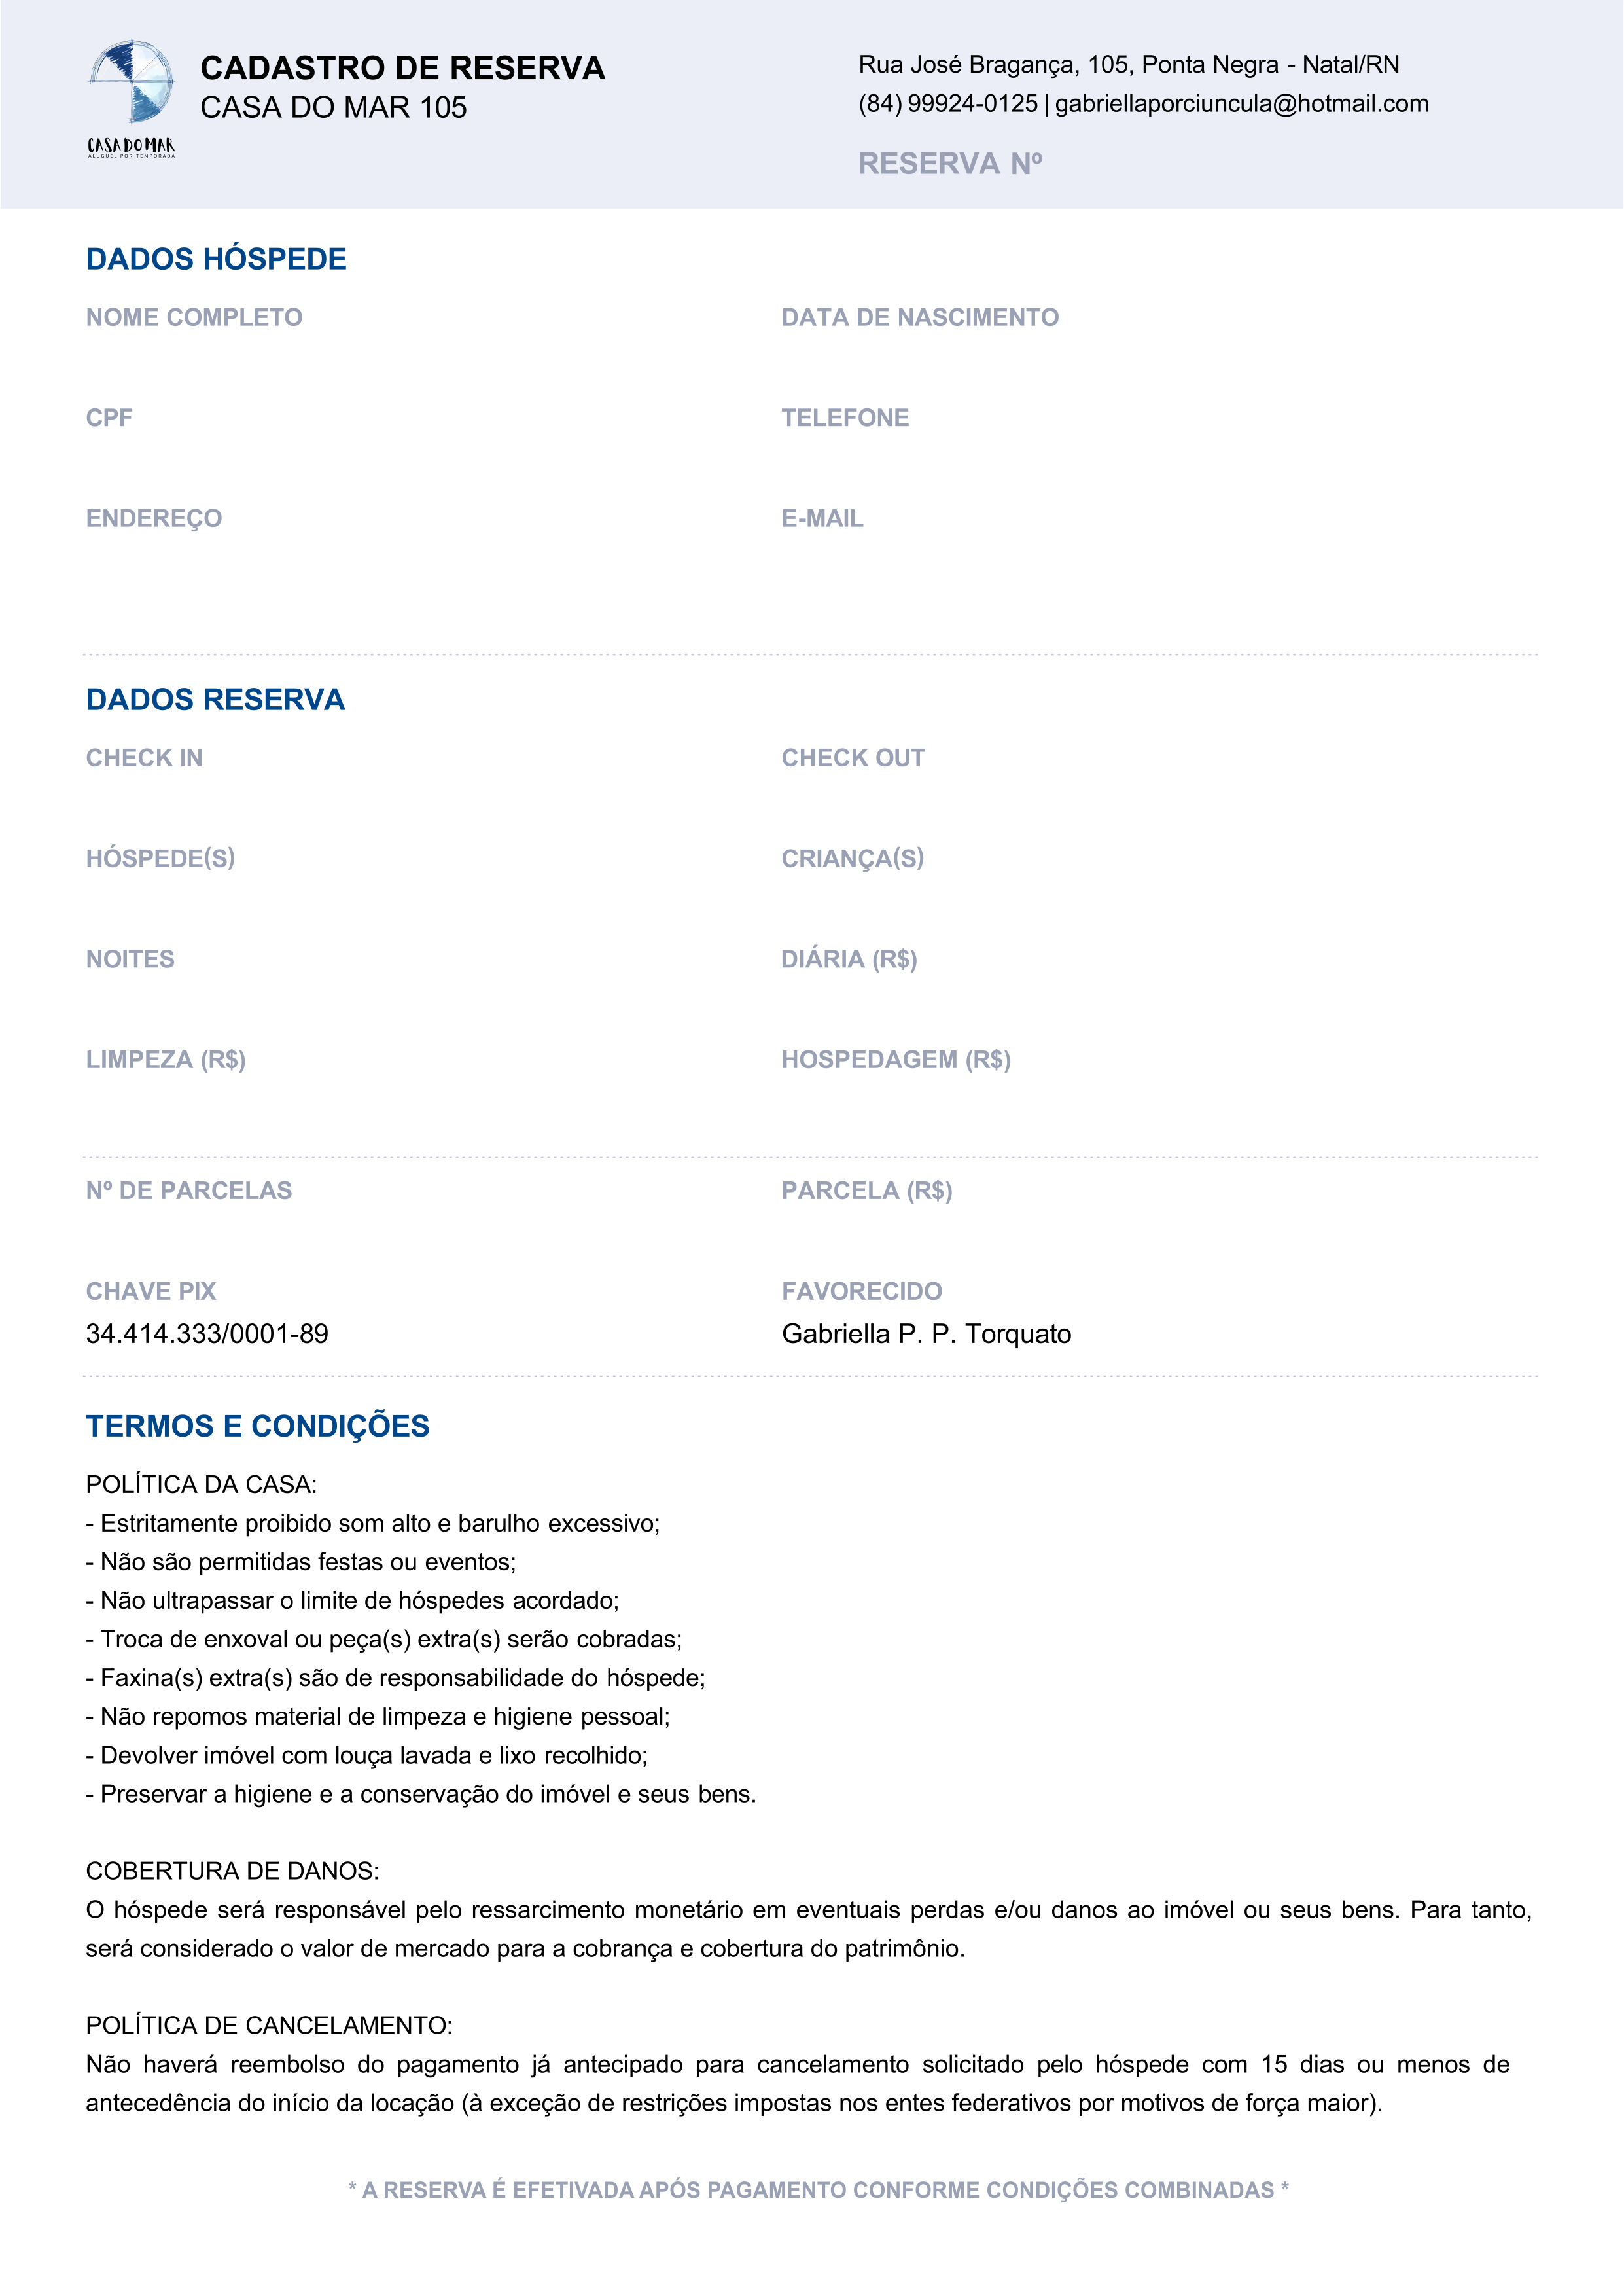 CADASTRO DE RESERVA
CASA DO MAR 105
CASA DO MAR
ALUGUEL POR TEMPORADA
Rua José Bragança, 105, Ponta Negra - Natal/RN
(84) 99924-0125 | gabriellaporciuncula@hotmail.com
RESERVA Nº
DADOS HÓSPEDE
NOME COMPLETO
DATA DE NASCIMENTO
CPF
TELEFONE
ENDEREÇO
E-MAIL
DADOS RESERVA
CHECK IN
CHECK OUT
HÓSPEDE(S)
CRIANÇA(S)
NOITES
DIÁRIA (R$)
LIMPEZA (R$)
HOSPEDAGEM (R$)
Nº DE PARCELAS
PARCELA (R$)
CHAVE PIX
FAVORECIDO
34.414.333/0001-89
Gabriella P. P. Torquato
TERMOS E CONDIÇÕES
POLÍTICA DA CASA:
- Estritamente proibido som alto e barulho excessivo;
- Não são permitidas festas ou eventos;
- Não ultrapassar o limite de hóspedes acordado;
- Troca de enxoval ou peça(s) extra(s) serão cobradas;
- Faxina(s) extra(s) são de responsabilidade do hóspede;
- Não repomos material de limpeza e higiene pessoal;
- Devolver imóvel com louça lavada e lixo recolhido;
- Preservar a higiene e a conservação do imóvel e seus bens.
COBERTURA DE DANOS:
O hóspede será responsável pelo ressarcimento monetário em eventuais perdas e/ou danos ao imóvel ou seus bens. Para tanto,
será considerado o valor de mercado para a cobrança e cobertura do patrimônio.
POLÍTICA DE CANCELAMENTO:
Não haverá reembolso do pagamento já antecipado para cancelamento solicitado pelo hóspede com 15 dias ou menos de
antecedência do início da locação (à exceção de restrições impostas nos entes federativos por motivos de força maior).
* A RESERVA É EFETIVADA APÓS PAGAMENTO CONFORME CONDIÇÕES COMBINADAS *